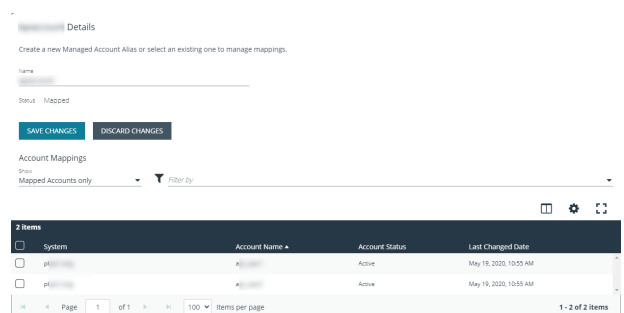 Details
Create a new Managed Account Alias or select an existing one to manage mappings.
Name
Status Mapped
SAVE CHANGES DISCARD CHANGES
Account Mappings
Show
Mapped Accounts only Filter by
2 items
System Account Name Account Status Last Changed Date
Active May 19, 2020, 10:55 AM
Active May 19, 2020, 10:55 AM
Page 1 of 1 100 Items per page 1 - 2 of 2 items